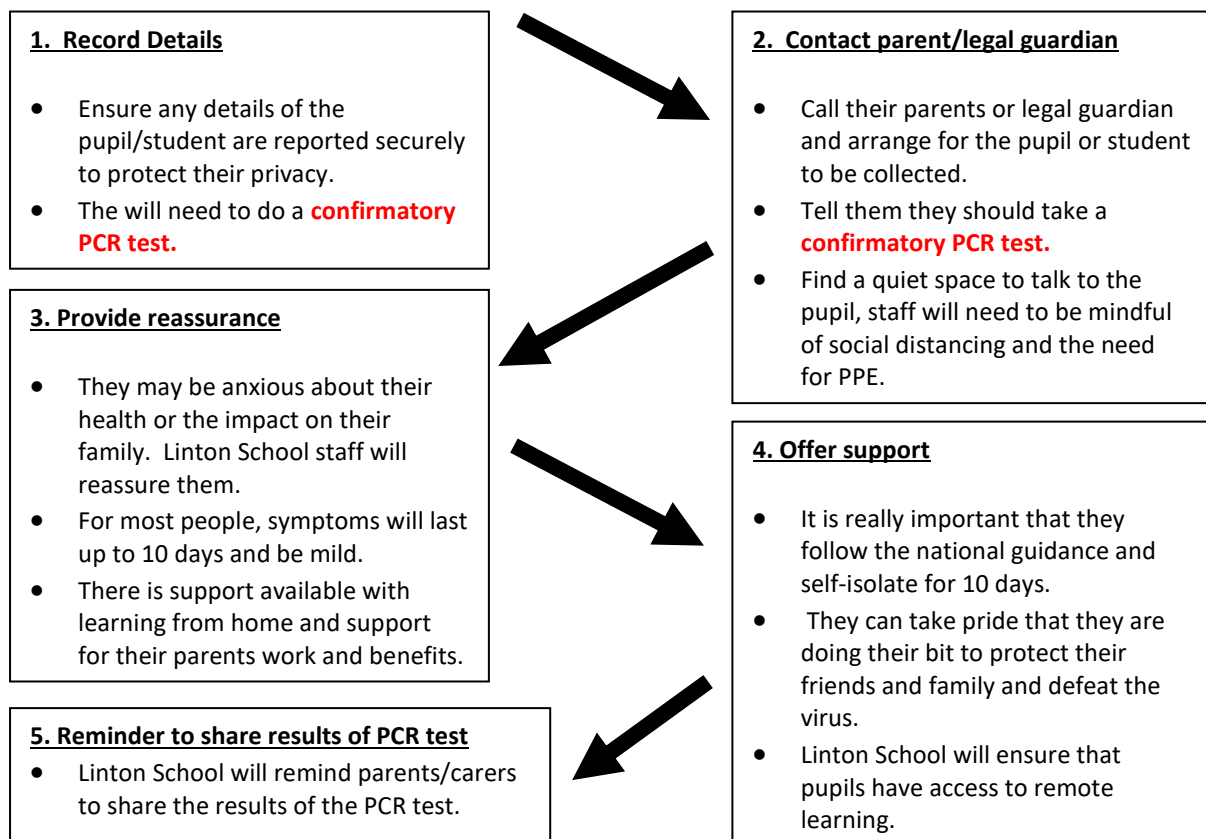 1. Record Details
• Ensure any details of the
pupil/student are reported securely
to protect their privacy.
• The will need to do a confirmatory
PCR test.
2. Contact parent/legal guardian
• Call their parents or legal guardian
and arrange for the pupil or student
to be collected.
• Tell them they should take a
confirmatory PCR test.
• Find a quiet space to talk to the
pupil, staff will need to be mindful
of social distancing and the need
for PPE.
3. Provide reassurance
• They may be anxious about their
health or the impact on their
family. Linton School staff will
reassure them.
• For most people, symptoms will last
up to 10 days and be mild.
• There is support available with
learning from home and support
for their parents work and benefits.
4. Offer support
• It is really important that they
follow the national guidance and
self-isolate for 10 days.
• They can take pride that they are
doing their bit to protect their
friends and family and defeat the
virus.
• Linton School will ensure that
pupils have access to remote
learning.
5. Reminder to share results of PCR test
• Linton School will remind parents/carers
to share the results of the PCR test.